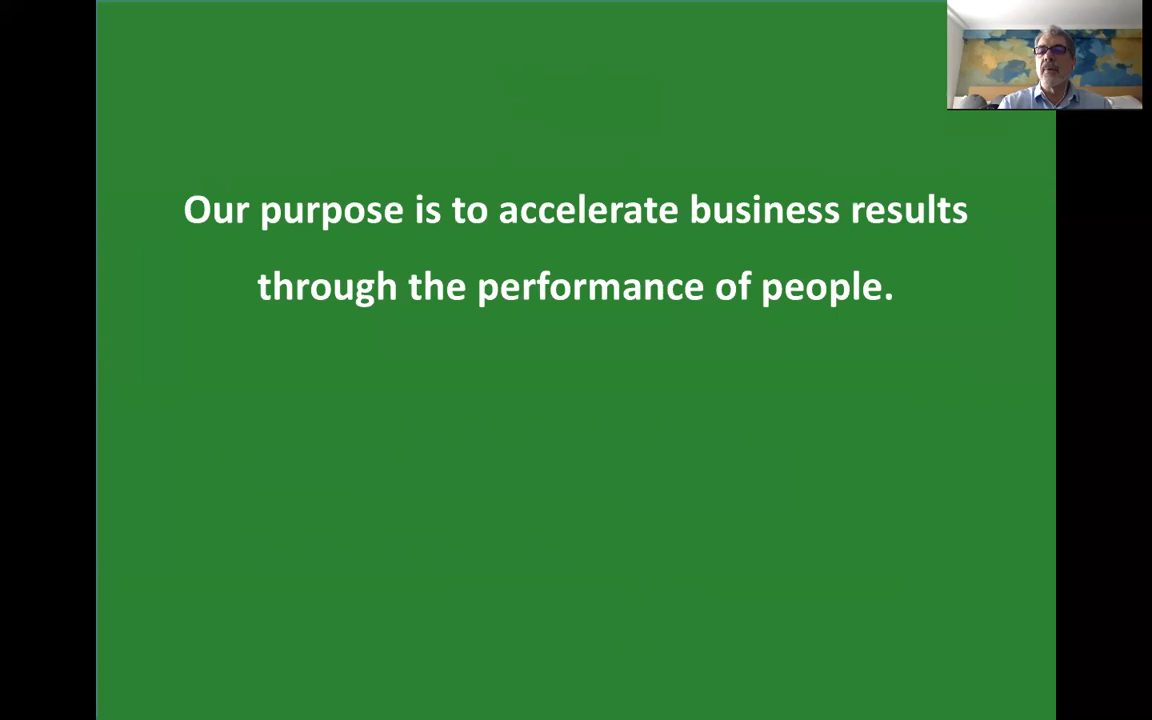 Our purpose is to accelerate business results
through the performance of people.